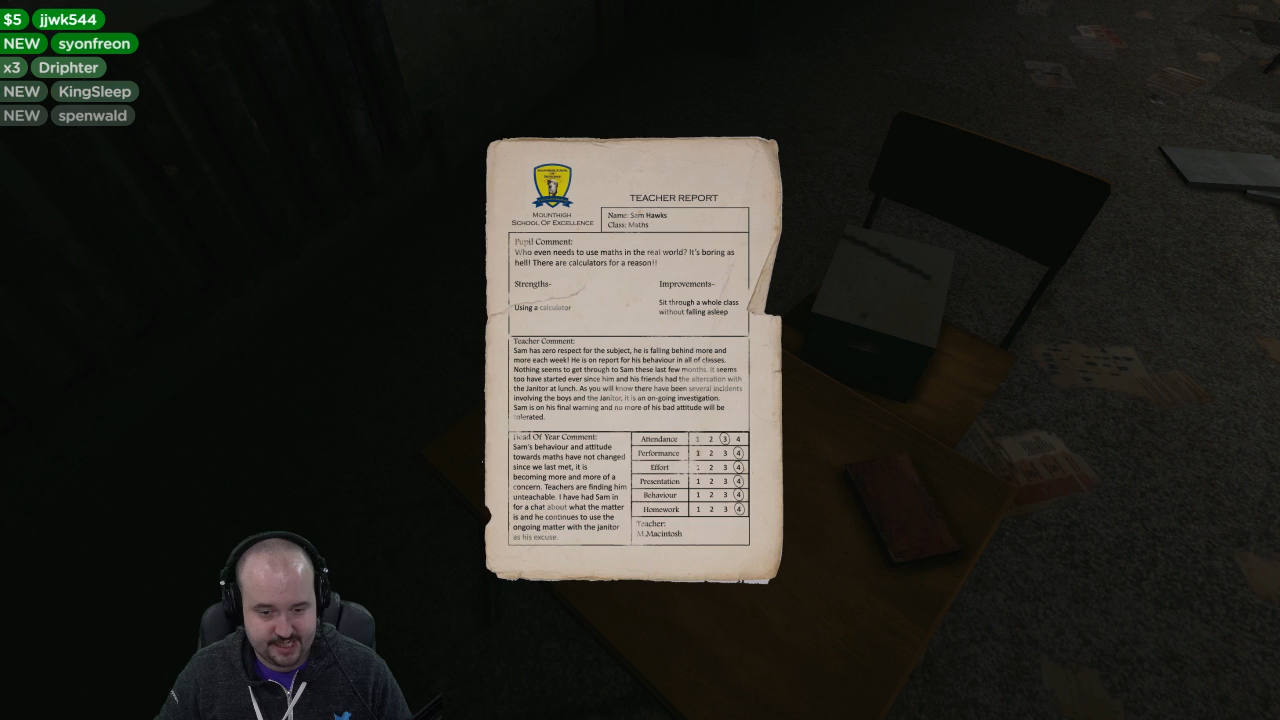 $5 jjwk544
NEW syonfreon
x3 Driphter
NEW KingSleep
NEW spenwald
MOUNTHIGH
SCHOOL OF EXCELLENCE
TEACHER REPORT
Name: Sam Hawks
Class: Maths
Pupil Comment:
Who even needs to use maths in the real world? It's boring as
hell! There are calculators for a reason!!
Strengths-
Improvements-
Using a calculator
Sit through a whole class
without falling asleep
Teacher Comment:
Sam has zero respect for the subject, he is falling behind more and
more each week! He is on report for his behaviour in all of classes.
Nothing seems to get through to Sam these last few months. It seems
too have started ever since him and his friends had the altercation with
the Janitor at lunch. As you will know there have been several incidents
involving the boys and the Janitor, it is an on-going investigation.
Sam is on his final warning and no more of his bad attitude will be
tolerated.
Head Of Year Comment:
Sam's behaviour and attitude
towards maths have not changed
since we last met, it is
becoming more and more of a
concern. Teachers are finding him
unteachable. I have had Sam in
for a chat about what the matter
is and he continues to use the
ongoing matter with the janitor
as his excuse.
Attendance 1 2 3 4
Performance 1 2 3 4
Effort 1 2 3 4
Presentation 1 2 3 4
Behaviour 1 2 3 4
Homework 1 2 3 4
Teacher:
M.Macintosh